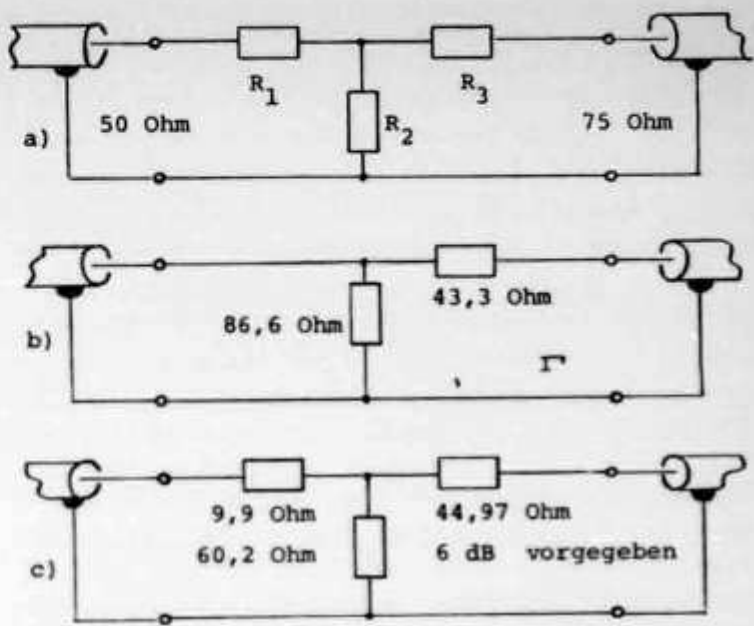 R1
R3
50 Ohm
R2
75 Ohm
a)
43,3 Ohm
86,6 Ohm
b)
9,9 Ohm
44,97 Ohm
60,2 Ohm
6 dB vorgegeben
c)